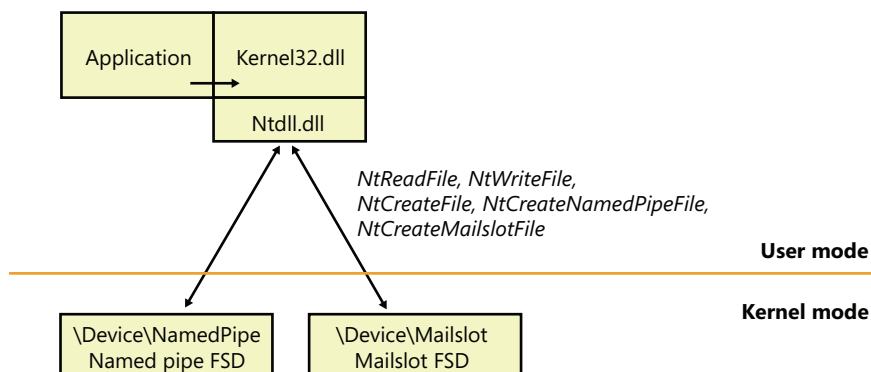 Application
Kernel32.dll
Ntdll.dll
NtReadFile, NtWriteFile,
NtCreateFile, NtCreateNamedPipeFile,
NtCreateMailslotFile
User mode
Kernel mode
\Device\NamedPipe
Named pipe FSD
\Device\Mailslot
Mailslot FSD